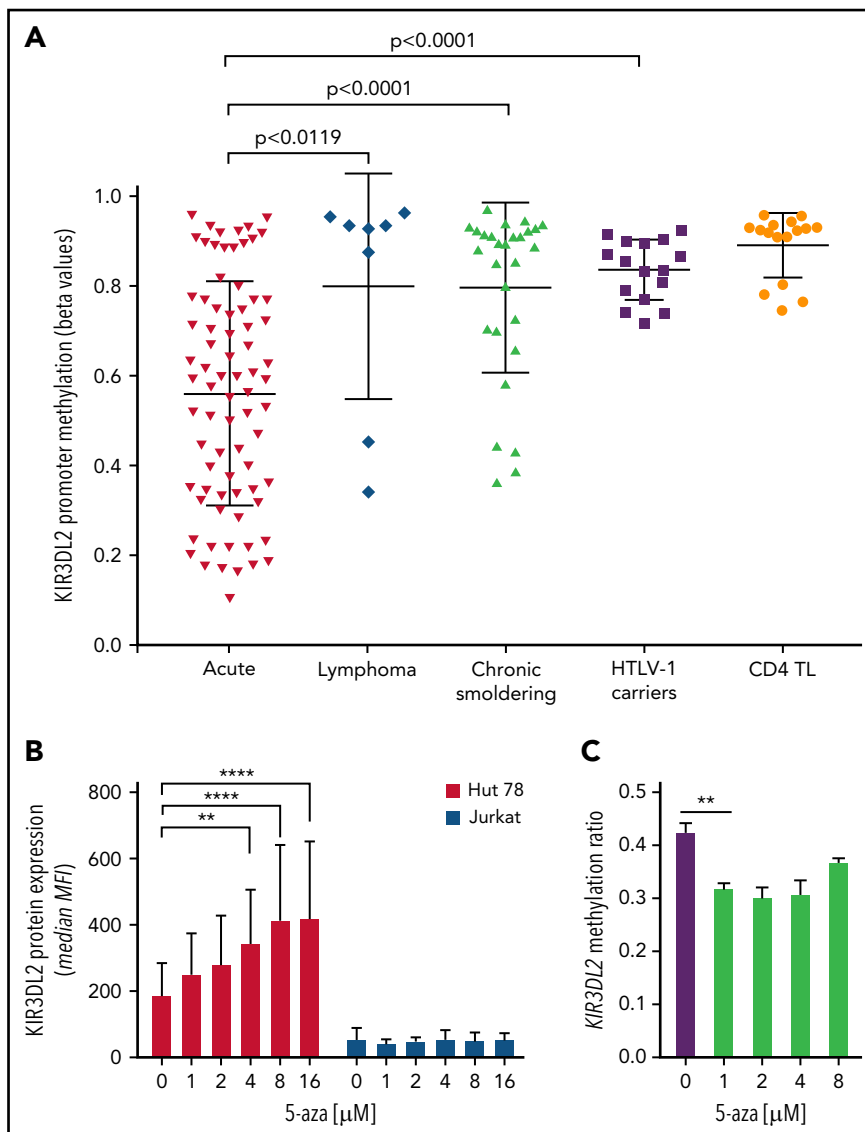 A
p<0.0001
p<0.0001
p<0.0119
KIR3DL2 promoter methylation (beta values)
1.0
0.8
0.6
0.4
0.2
0.0
Acute
Lymphoma
Chronic
smoldering
HTLV-1
carriers
CD4 TL
B
KIR3DL2 protein expression
(median MFI)
800
600
400
200
0
****
****
**
Hut 78
Jurkat
0 1 2 4 8 16 0 1 2 4 8 16
5-aza [μM]
C
KIR3DL2 methylation ratio
0.5
0.4
0.3
0.2
0.1
0.0
**
0 1 2 4 8
5-aza [μM]